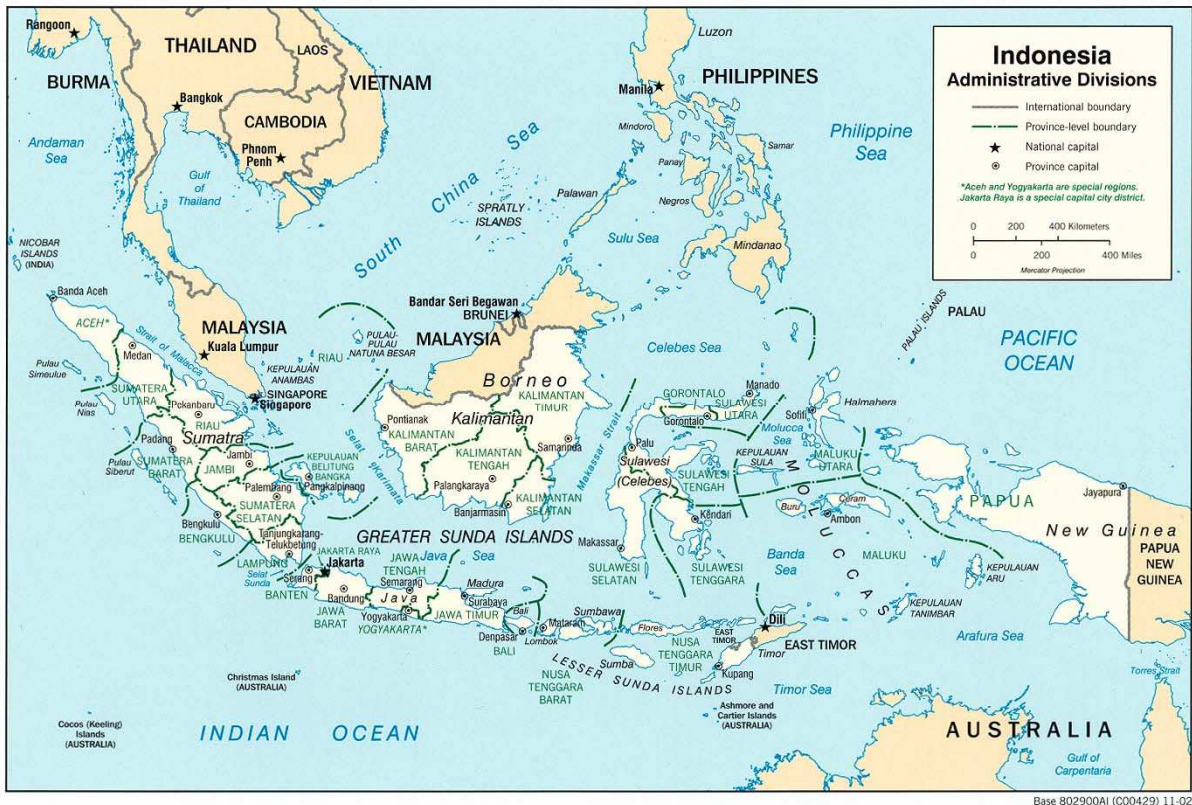 Rangoon
THAILAND
LAOS
BURMA
VIETNAM
Bangkok
CAMBODIA
Phnom
Penh
Andaman
Sea
Gulf
of
Thailand
NICOBAR
ISLANDS
(INDIA)
South China Sea
SPRATLY
ISLANDS
Luzon
PHILIPPINES
Manila
Mindoro
Samar
Panay
Palawan
Negros
Sulu Sea
Mindanao
Philippine
Sea
Indonesia
Administrative Divisions
International boundary
Province-level boundary
National capital
Province capital
*Aceh and Yogyakarta are special regions.
Jakarta Raya is a special capital city district.
0 200 400 Kilometers
0 200 400 Miles
Mercator Projection
Banda Aceh
ACEH*
Strait of Malacca
Medan
MALAYSIA
Kuala Lumpur
Pulau
Simeulue
SUMATERA
UTARA
Pulau
Nias
Pekanbaru
RIAU
SINGAPORE
Singapore
KEPULAUAN
ANAMBAS
RIAU
PULAU-
PULAU
NATUNA BESAR
Bandar Seri Begawan
BRUNEI
MALAYSIA
Celebes Sea
PALAU ISLANDS
PALAU
PACIFIC
OCEAN
Padang
Sumatra
Pulau
Siberut
SUMATERA
BARAT
JAMBI
Jambi
KEPULAUAN
BELITUNG
BANGKA
Pangkalpinang
Palembang
SUMATERA
SELATAN
Bengkulu
BENGKULU
Tanjungkarang-
Telukbetung
LAMPUNG
Selat
Sunda
Borneo
Kalimantan
KALIMANTAN
TIMUR
Pontianak
KALIMANTAN
BARAT
KALIMANTAN
TENGAH
Samarinda
Palangkaraya
Banjarmasin
KALIMANTAN
SELATAN
Makassar Strait
GORONTALO
Gorontalo
Manado
SULAWESI
UTARA
Palu
Sulawesi
(Celebes)
SULAWESI
TENGAH
Kendari
Makassar
SULAWESI
SELATAN
SULAWESI
TENGGARA
Sofifi
Halmahera
Molucca
Sea
KEPULAUAN
SULA
MALUKU
UTARA
MOLUCCAS
Buru
Ceram
Ambon
Banda
Sea
MALUKU
PAPUA
Jayapura
New Guinea
PAPUA
NEW
GUINEA
KEPULAUAN
ARU
KEPULAUAN
TANIMBAR
Arafura Sea
GREATER SUNDA ISLANDS
JAKARTA RAYA
Jakarta
Serang
BANTEN
Bandung
JAWA
BARAT
JAWA
TENGAH
Java Sea
Semarang
Java
Yogyakarta
YOGYAKARTA*
Madura
Surabaya
JAWA TIMUR
Bali
Denpasar
BALI
Mataram
Lombok
Sumbawa
NUSA
TENGGARA
BARAT
Flores
Sumba
LESSER SUNDA ISLANDS
NUSA
TENGGARA
TIMUR
EAST
TIMOR
Dili
EAST TIMOR
Timor
Kupang
Timor Sea
Christmas Island
(AUSTRALIA)
Cocos (Keeling)
Islands
(AUSTRALIA)
INDIAN OCEAN
Ashmore and
Cartier Islands
(AUSTRALIA)
AUSTRALIA
Gulf of
Carpentaria
Torres Strait
Base 802900AI (C00429) 11-02